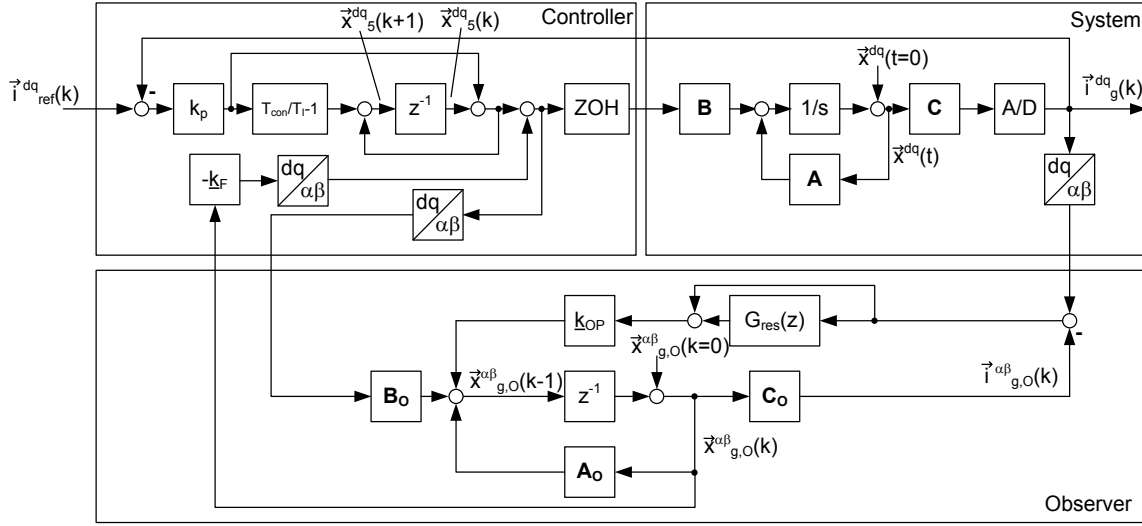 Controller
System
x⃗^dq_5(k+1)
x⃗^dq_5(k)
x⃗^dq(t=0)
i⃗^dq_ref(k)
-
k_p
T_con/T_I-1
z^-1
ZOH
B
1/s
C
A/D
i⃗^dq_g(k)
x⃗^dq(t)
A
-k_F
dq
αβ
dq
αβ
dq
αβ
k_OP
G_res(z)
-
x⃗^αβ_g,O(k=0)
x⃗^αβ_g,O(k-1)
i⃗^αβ_g,O(k)
B_O
z^-1
C_O
x⃗^αβ_g,O(k)
A_O
Observer